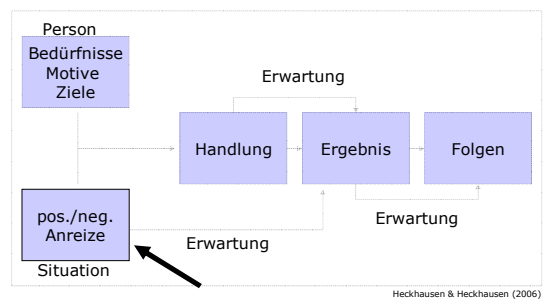 Person
Bedürfnisse
Motive
Ziele
Erwartung
Handlung
Ergebnis
Folgen
pos./neg.
Anreize
Erwartung
Erwartung
Situation
Heckhausen & Heckhausen (2006)